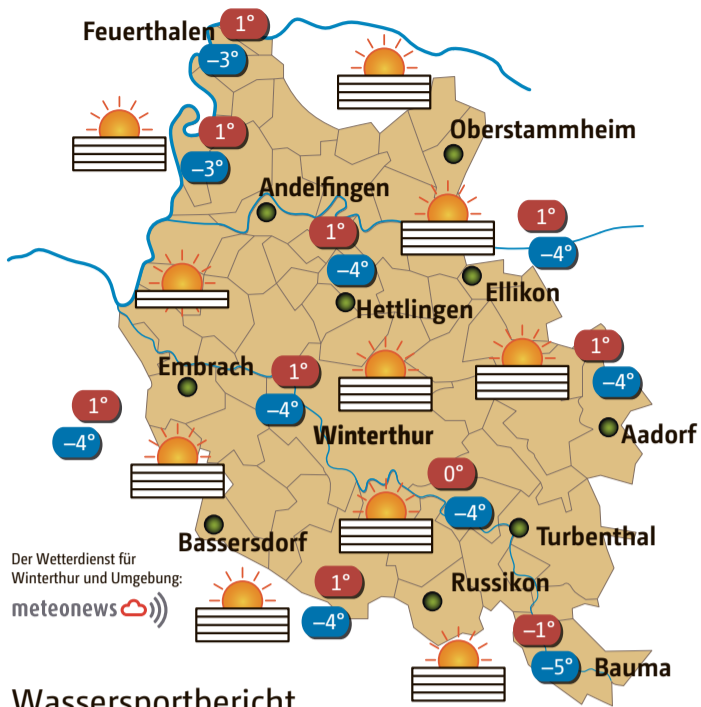 Feuerthalen
1°
–3°
Oberstammheim
1°
–3°
Andelfingen
1°
–4°
1°
–4°
Ellikon
Hettlingen
Embrach
1°
–4°
1°
–4°
1°
–4°
Winterthur
Aadorf
0°
–4°
Turbenthal
Bassersdorf
Der Wetterdienst für
Winterthur und Umgebung:
meteonews
1°
–4°
Russikon
–1°
–5°
Bauma
Wassersportbericht